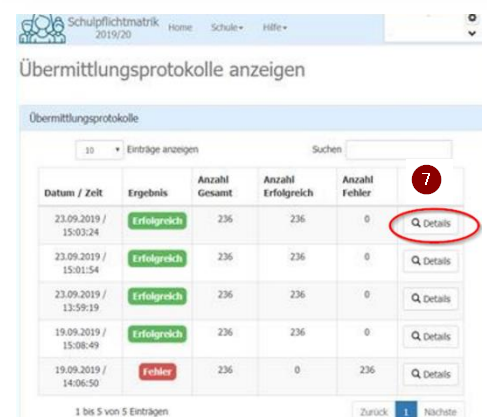 Schulpflichtmatrik Home Schule Hilfe
2019/20
Übermittlungsprotokolle anzeigen
Übermittlungsprotokolle
10 Einträge anzeigen Suchen
7
Datum / Zeit Ergebnis Anzahl Gesamt Anzahl Erfolgreich Anzahl Fehler
23.09.2019 / 15:03:24 Erfolgreich 236 236 0 Details
23.09.2019 / 15:01:54 Erfolgreich 236 236 0 Details
23.09.2019 / 13:59:19 Erfolgreich 236 236 0 Details
19.09.2019 / 15:08:49 Erfolgreich 236 236 0 Details
19.09.2019 / 14:06:50 Fehler 236 0 236 Details
1 bis 5 von 5 Einträgen Zurück 1 Nächste